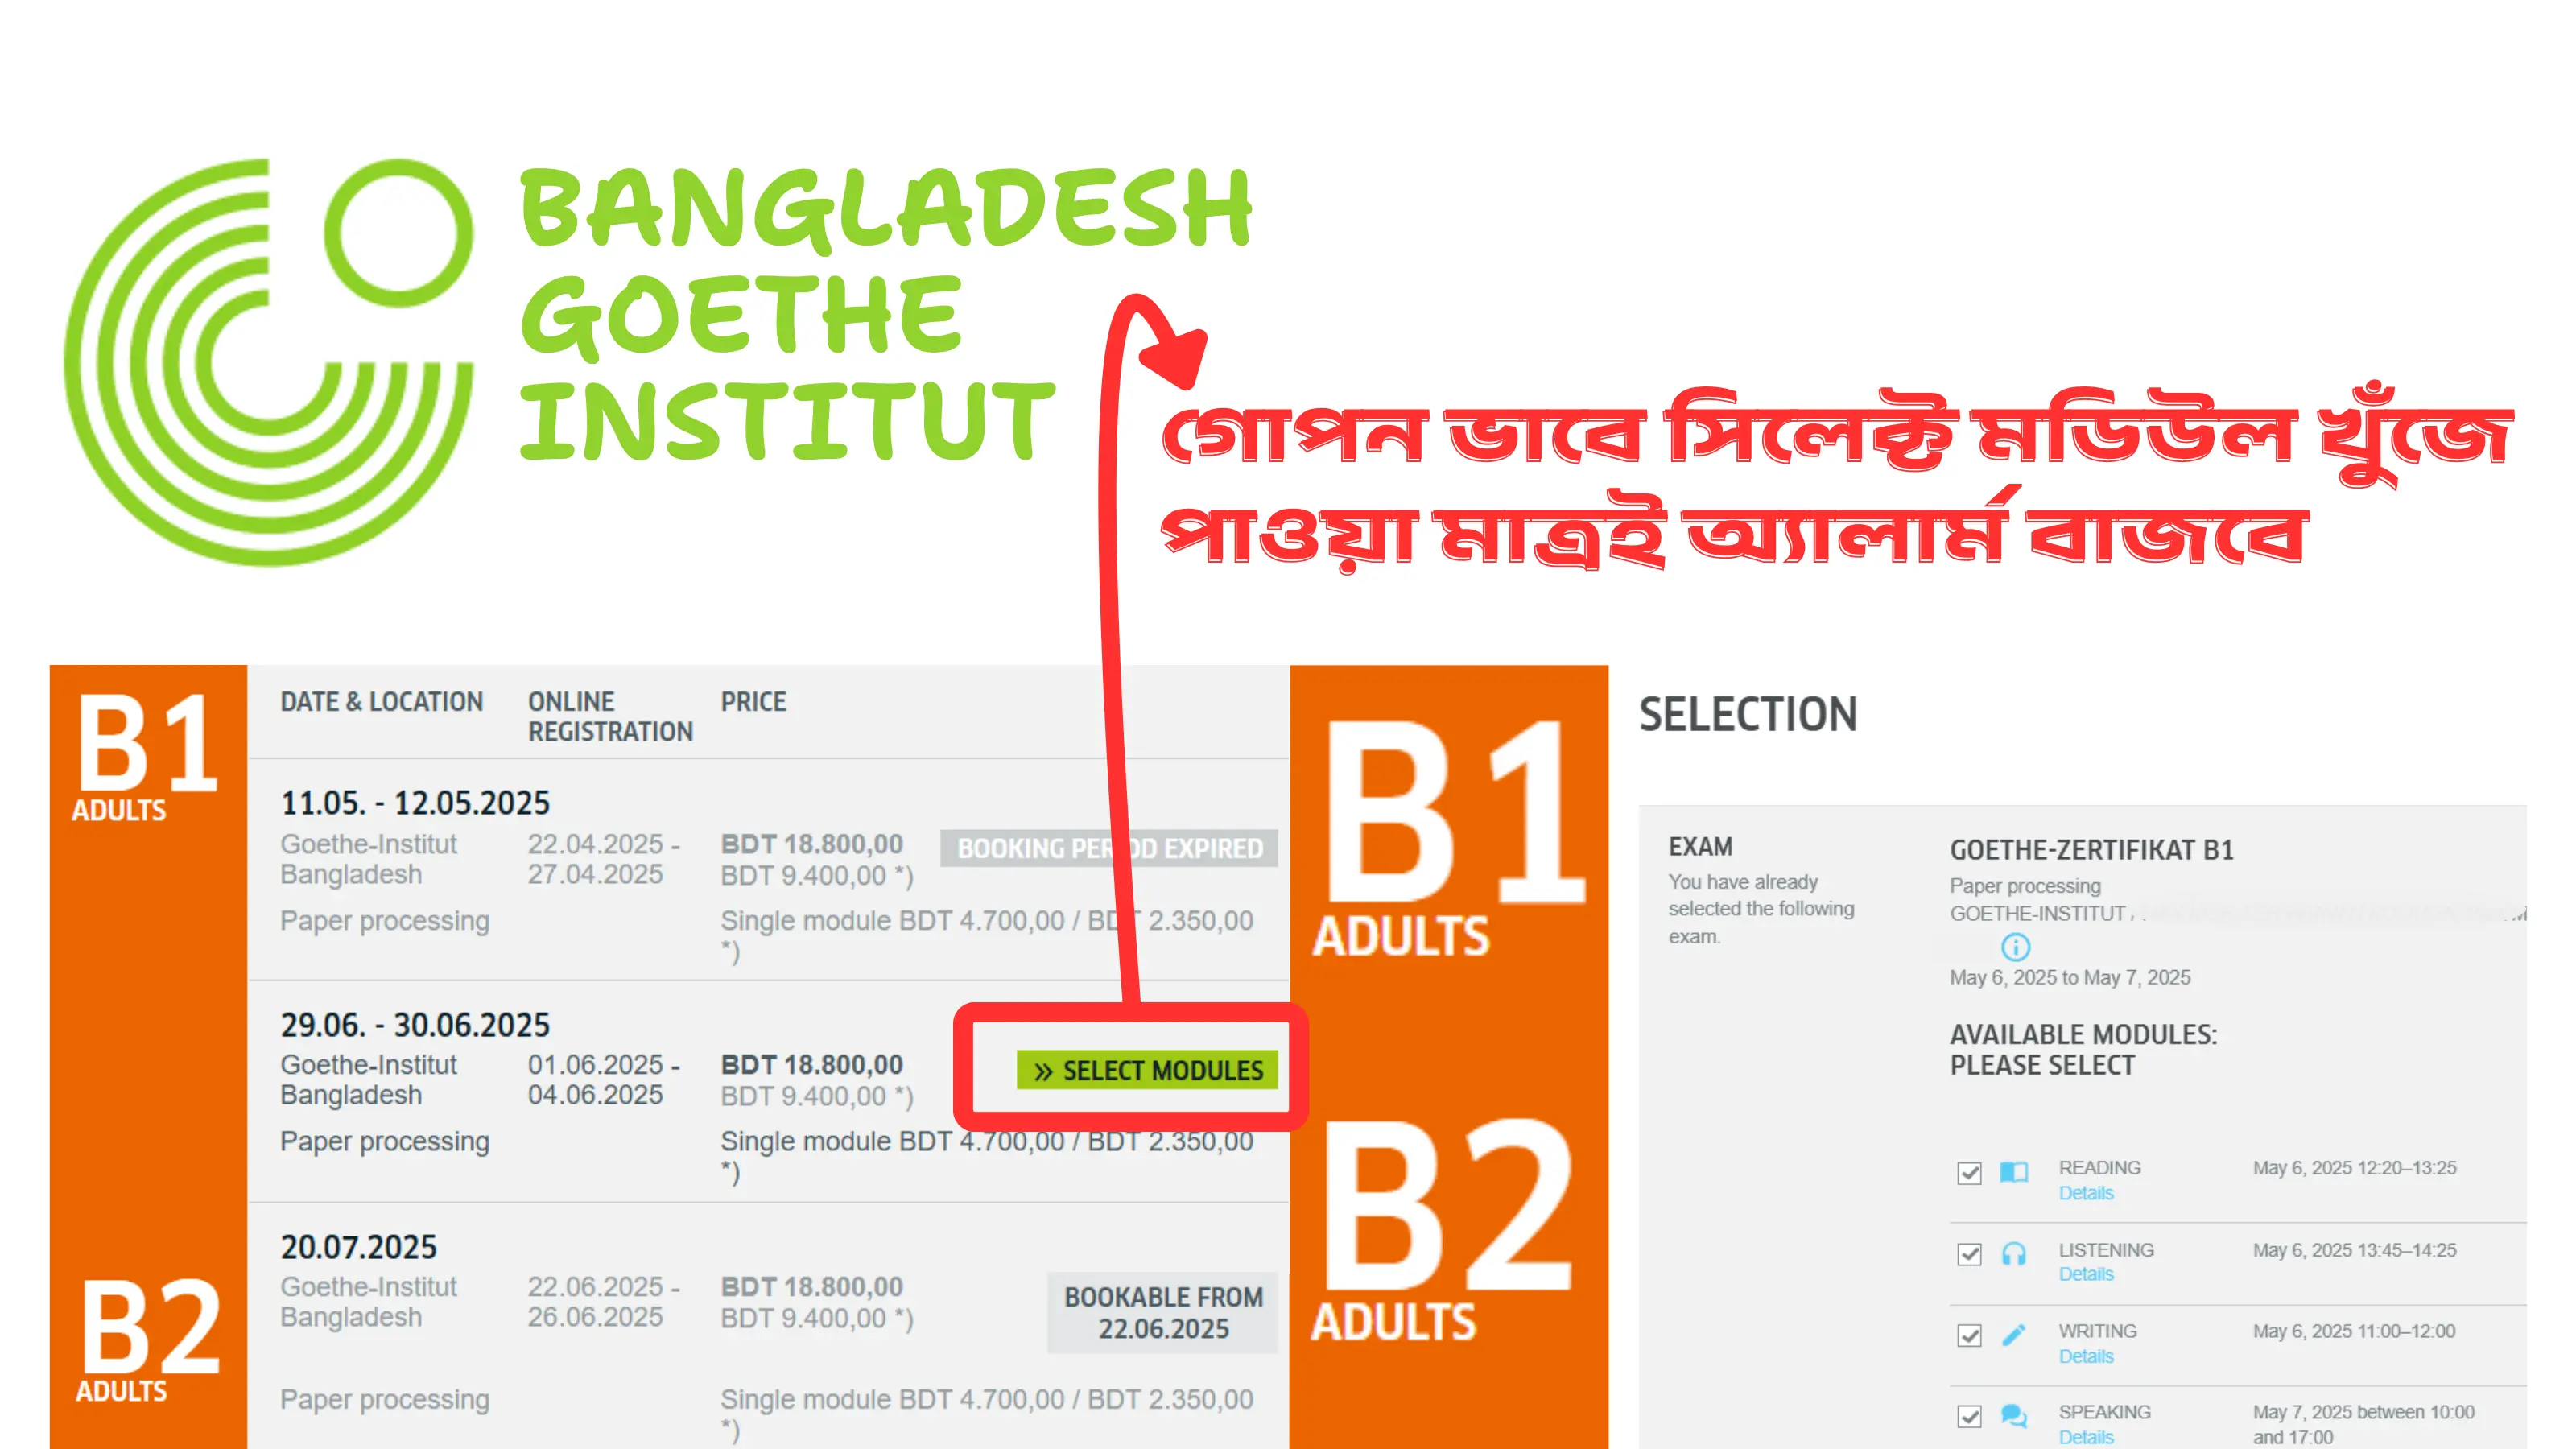 BANGLADESH
GOETHE
INSTITUT
গোপন ভাবে সিলেক্ট মডিউল খুঁজে
পাওয়া মাত্রই অ্যালার্ম বাজবে
B1
ADULTS
DATE & LOCATION
ONLINE
REGISTRATION
PRICE
11.05. - 12.05.2025
Goethe-Institut
Bangladesh
22.04.2025 -
27.04.2025
BDT 18.800,00
BDT 9.400,00 *)
BOOKING PERIOD EXPIRED
Paper processing
Single module BDT 4.700,00 / BDT 2.350,00
*)
29.06. - 30.06.2025
Goethe-Institut
Bangladesh
01.06.2025 -
04.06.2025
BDT 18.800,00
BDT 9.400,00 *)
» SELECT MODULES
Paper processing
Single module BDT 4.700,00 / BDT 2.350,00
*)
20.07.2025
Goethe-Institut
Bangladesh
22.06.2025 -
26.06.2025
BDT 18.800,00
BDT 9.400,00 *)
BOOKABLE FROM
22.06.2025
Paper processing
Single module BDT 4.700,00 / BDT 2.350,00
*)
B2
ADULTS
B1
ADULTS
B2
ADULTS
SELECTION
EXAM
You have already
selected the following
exam.
GOETHE-ZERTIFIKAT B1
Paper processing
GOETHE-INSTITUT
May 6, 2025 to May 7, 2025
AVAILABLE MODULES:
PLEASE SELECT
READING
Details
May 6, 2025 12:20–13:25
LISTENING
Details
May 6, 2025 13:45–14:25
WRITING
Details
May 6, 2025 11:00–12:00
SPEAKING
Details
May 7, 2025 between 10:00
and 17:00